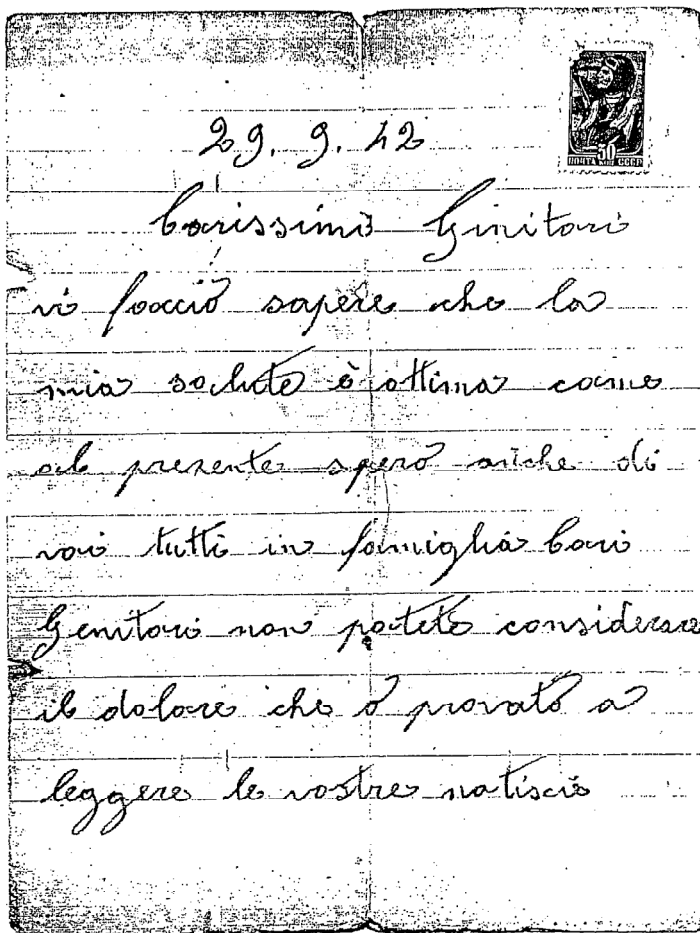 29. 9. 42
50
ПОЧТА КОП СССР
Carissimi Ginitori
vi faccio sapere che la
mia salute è ottima come
al presente spero anche di
voi tutti in famiglia Cari
Genitori non potete considerare
il dolore che ò provato a
leggere le vostre notiscie